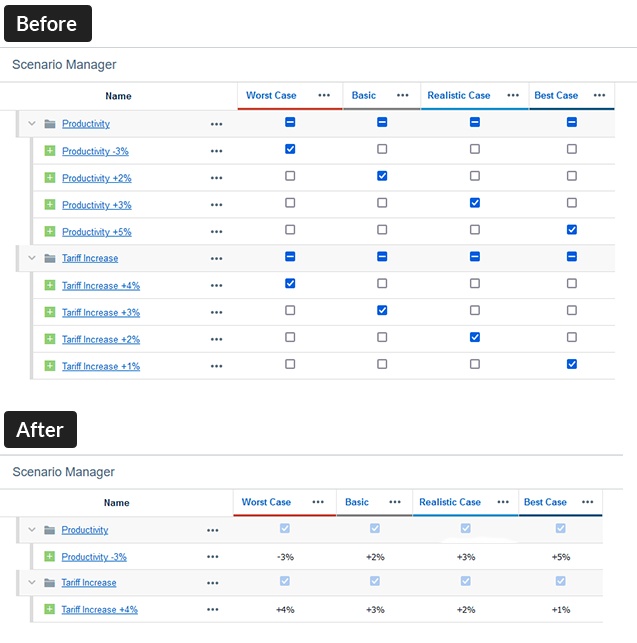 Before
Scenario Manager
Name Worst Case ••• Basic ••• Realistic Case ••• Best Case •••
Productivity •••
Productivity -3% •••
Productivity +2% •••
Productivity +3% •••
Productivity +5% •••
Tariff Increase •••
Tariff Increase +4% •••
Tariff Increase +3% •••
Tariff Increase +2% •••
Tariff Increase +1% •••
After
Scenario Manager
Name Worst Case ••• Basic ••• Realistic Case ••• Best Case •••
Productivity •••
Productivity -3% ••• -3% +2% +3% +5%
Tariff Increase •••
Tariff Increase +4% ••• +4% +3% +2% +1%